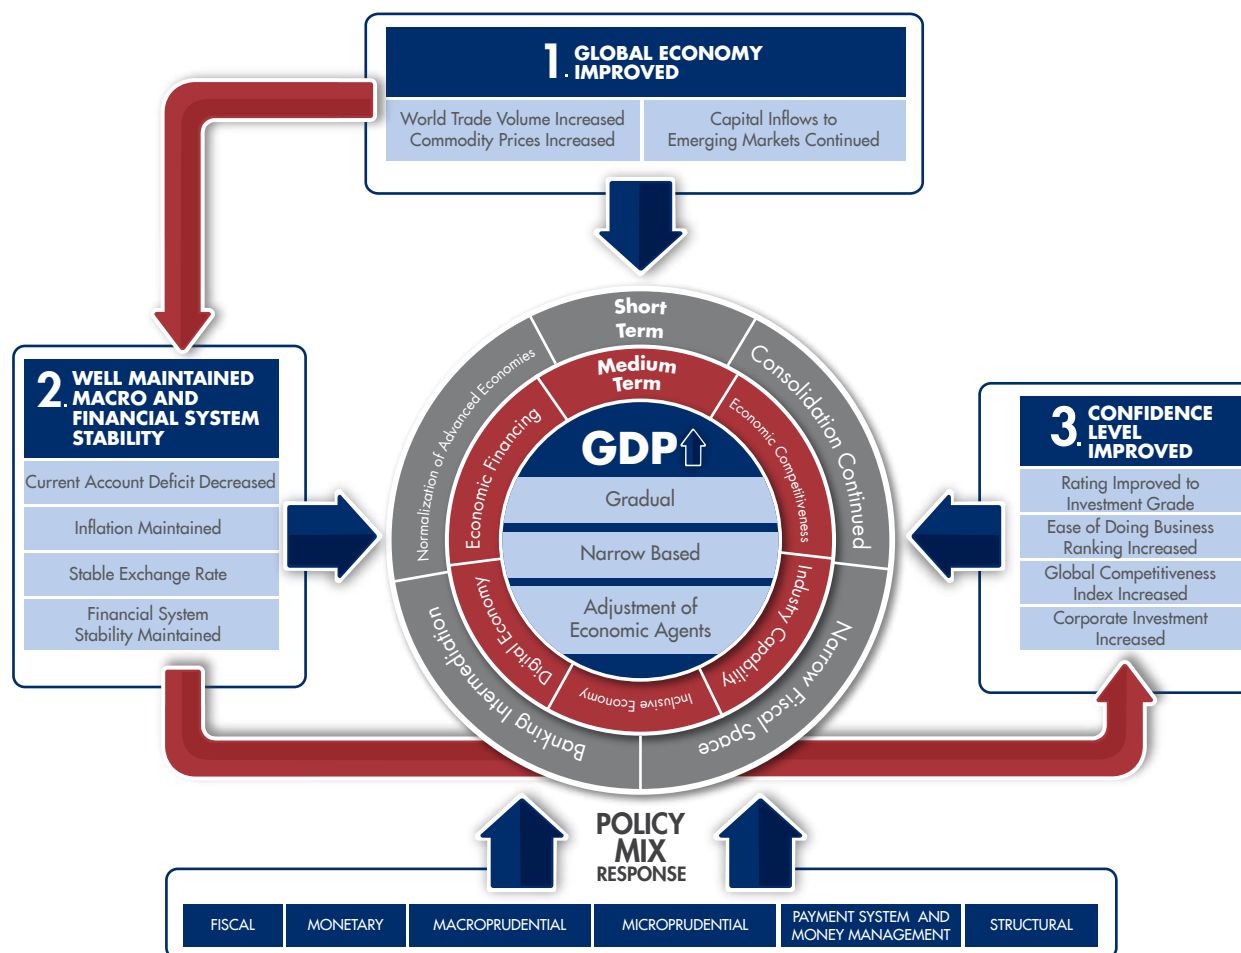 1. GLOBAL ECONOMY
IMPROVED
World Trade Volume Increased
Commodity Prices Increased
Capital Inflows to
Emerging Markets Continued
2. WELL MAINTAINED
MACRO AND
FINANCIAL SYSTEM
STABILITY
Current Account Deficit Decreased
Inflation Maintained
Stable Exchange Rate
Financial System
Stability Maintained
Short
Term
Consolidation Continued
Narrow Fiscal Space
Banking Intermediation
Normalization of Advanced Economies
Medium
Term
Economic Competitiveness
Industry Capability
Inclusive Economy
Digital Economy
Economic Financing
GDP
Gradual
Narrow Based
Adjustment of
Economic Agents
3. CONFIDENCE
LEVEL
IMPROVED
Rating Improved to
Investment Grade
Ease of Doing Business
Ranking Increased
Global Competitiveness
Index Increased
Corporate Investment
Increased
POLICY
MIX
RESPONSE
FISCAL
MONETARY
MACROPRUDENTIAL
MICROPRUDENTIAL
PAYMENT SYSTEM AND
MONEY MANAGEMENT
STRUCTURAL